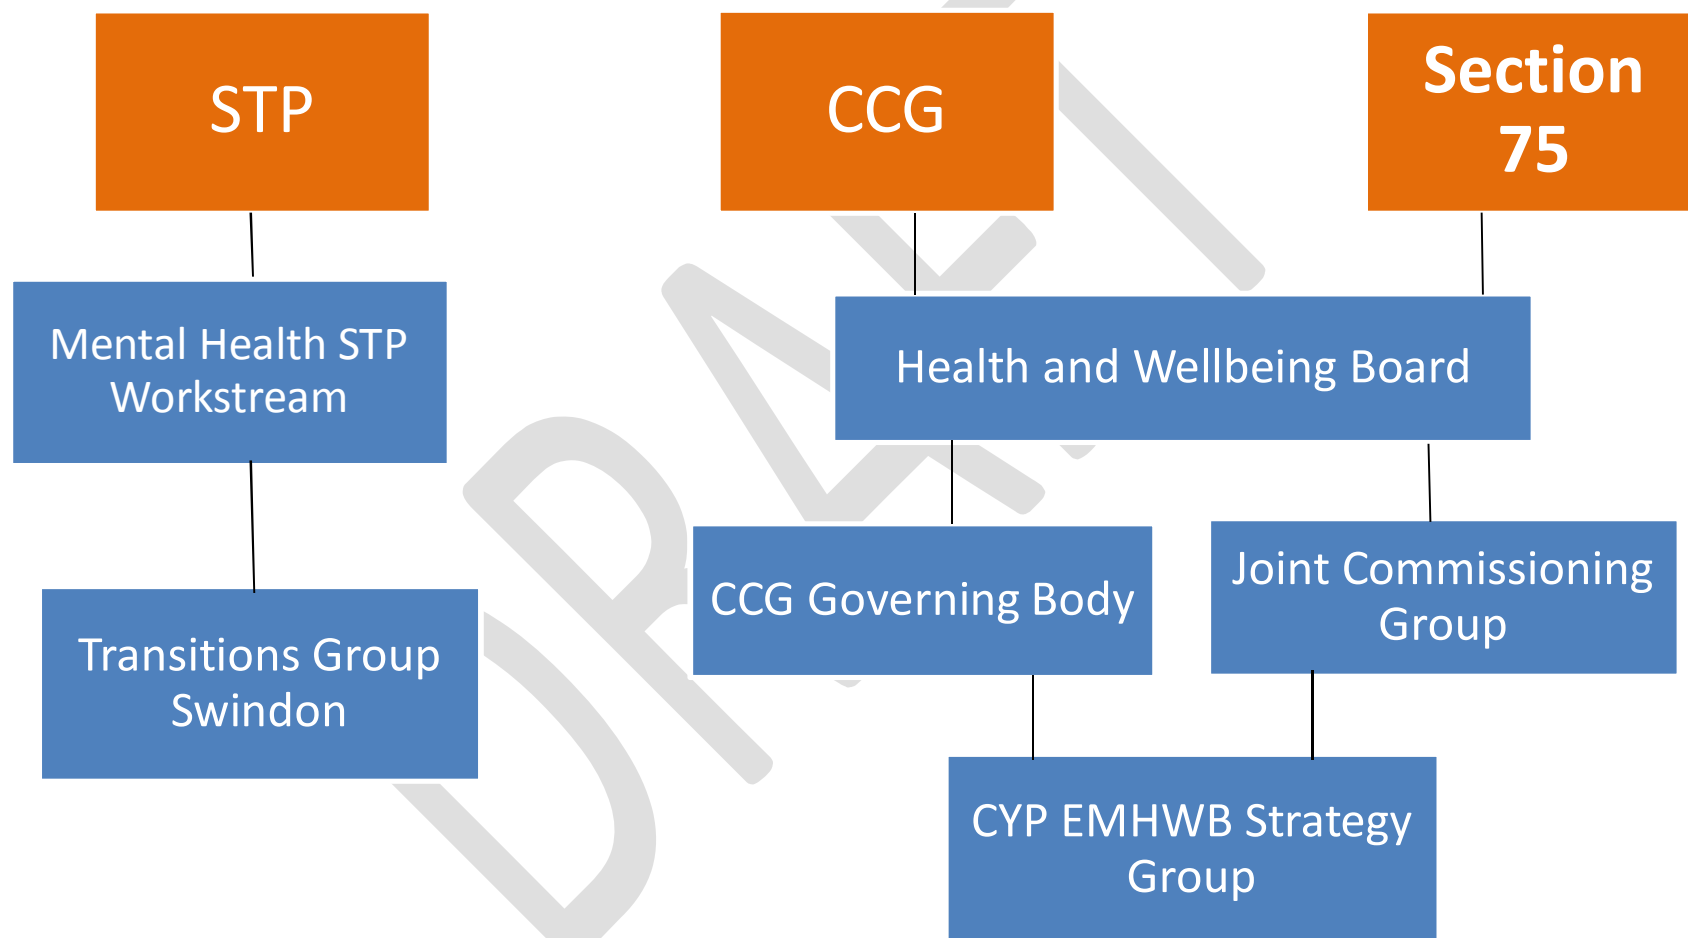 STP
CCG
Section
75
Mental Health STP
Workstream
Health and Wellbeing Board
CCG Governing Body
Joint Commissioning
Group
Transitions Group
Swindon
CYP EMHWB Strategy
Group
DRAFT